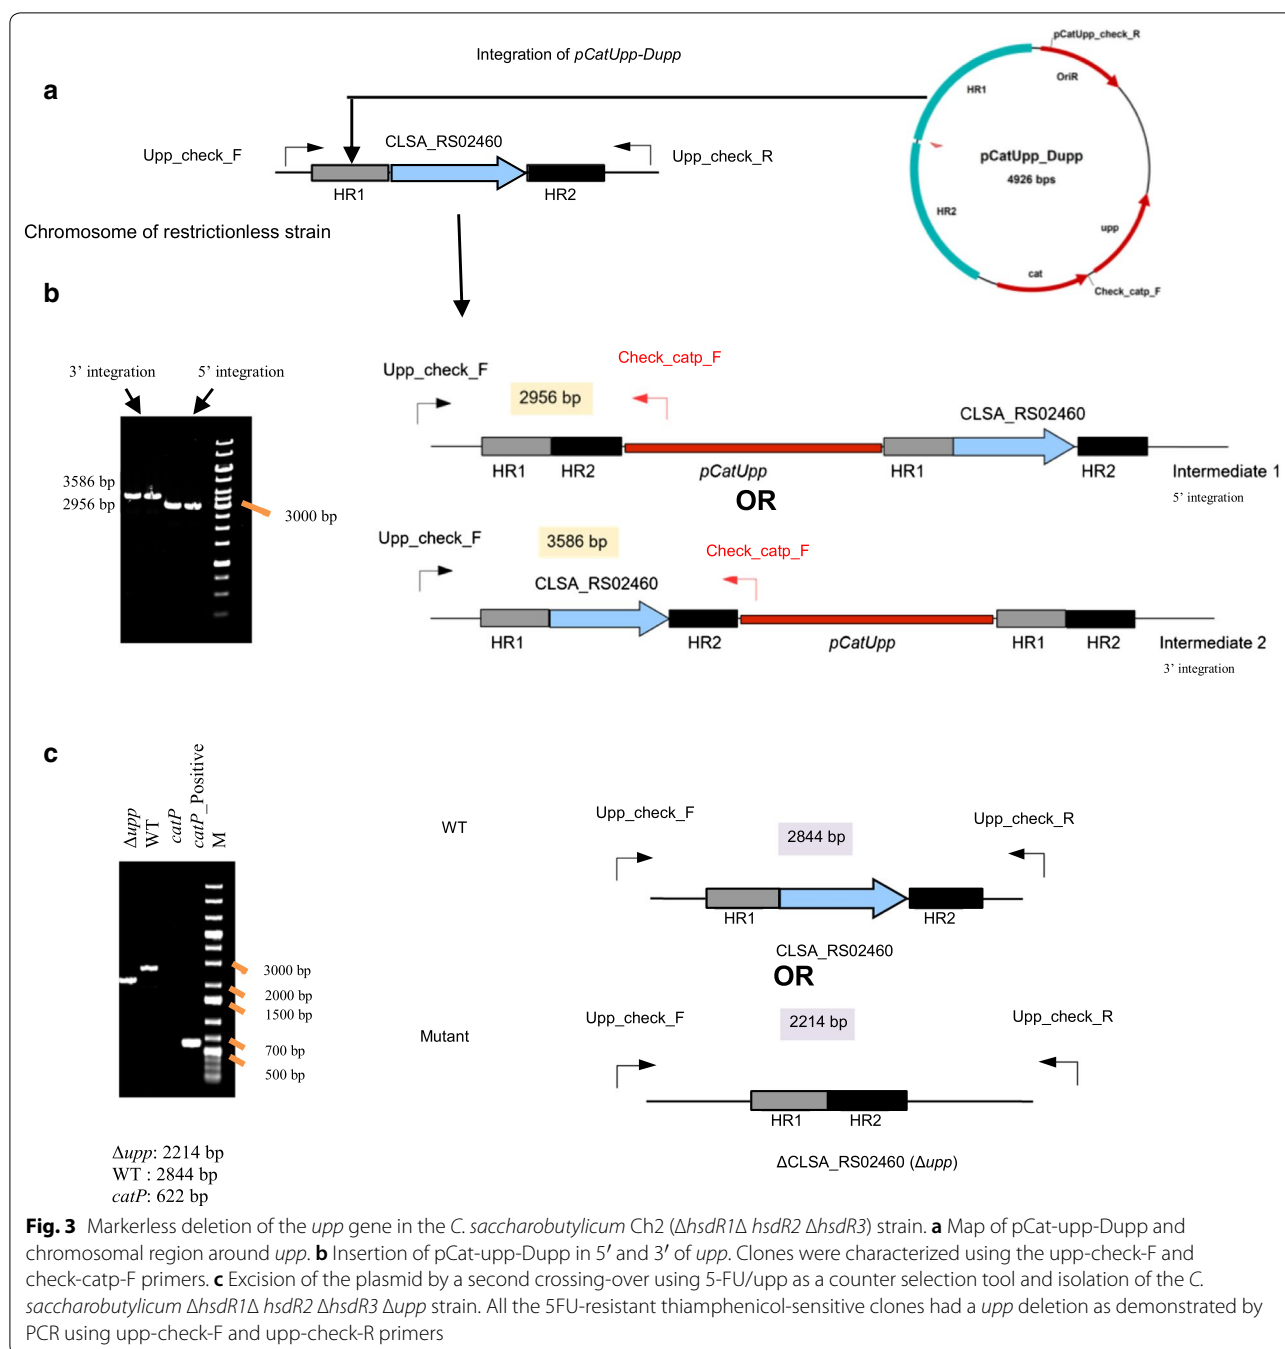 Integration of pCatUpp-Dupp
a
pCatUpp_check_R
OriR
HR1
pCatUpp_Dupp
4926 bps
HR2
upp
cat
Check_catp_F
Upp_check_F
CLSA_RS02460
Upp_check_R
HR1
HR2
Chromosome of restrictionless strain
b
3’ integration
5’ integration
3586 bp
2956 bp
3000 bp
Upp_check_F
2956 bp
Check_catp_F
CLSA_RS02460
HR1
HR2
pCatUpp
HR1
HR2
Intermediate 1
5’ integration
OR
Upp_check_F
3586 bp
Check_catp_F
CLSA_RS02460
HR1
HR2
pCatUpp
HR1
HR2
Intermediate 2
3’ integration
c
Δupp
WT
catP
catP_Positive
M
3000 bp
2000 bp
1500 bp
700 bp
500 bp
Δupp: 2214 bp
WT : 2844 bp
catP: 622 bp
WT
Upp_check_F
2844 bp
Upp_check_R
HR1
HR2
CLSA_RS02460
OR
Mutant
Upp_check_F
2214 bp
Upp_check_R
HR1
HR2
ΔCLSA_RS02460 (Δupp)
Fig. 3 Markerless deletion of the upp gene in the C. saccharobutylicum Ch2 (ΔhsdR1Δ hsdR2 ΔhsdR3) strain. a Map of pCat-upp-Dupp and
chromosomal region around upp. b Insertion of pCat-upp-Dupp in 5′ and 3′ of upp. Clones were characterized using the upp-check-F and
check-catp-F primers. c Excision of the plasmid by a second crossing-over using 5-FU/upp as a counter selection tool and isolation of the C.
saccharobutylicum ΔhsdR1Δ hsdR2 ΔhsdR3 Δupp strain. All the 5FU-resistant thiamphenicol-sensitive clones had a upp deletion as demonstrated by
PCR using upp-check-F and upp-check-R primers